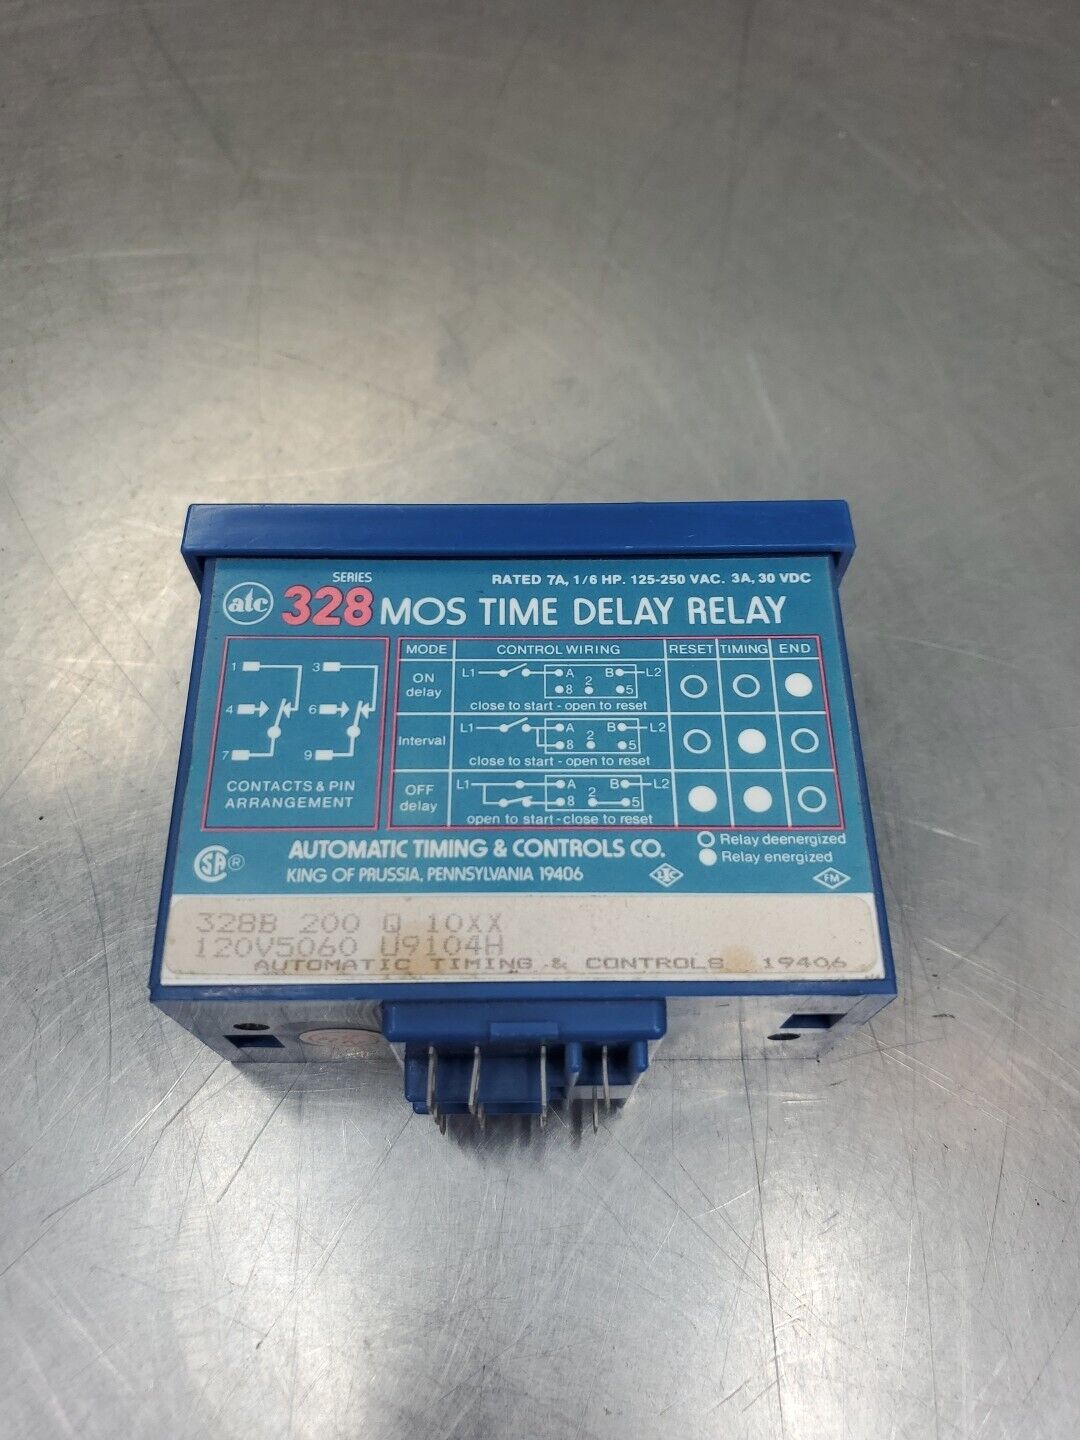 SERIES
RATED 7A, 1/6 HP. 125-250 VAC. 3A, 30 VDC
atc 328 MOS TIME DELAY RELAY
1 3
4 6
7 9
CONTACTS & PIN
ARRANGEMENT
MODE CONTROL WIRING RESET TIMING END
ON
delay
L1 A B L2
8 2 5
close to start - open to reset
Interval
L1 A B L2
8 2 5
close to start - open to reset
OFF
delay
L1 A B L2
8 2 5
open to start - close to reset
Relay deenergized
Relay energized
AUTOMATIC TIMING & CONTROLS CO.
KING OF PRUSSIA, PENNSYLVANIA 19406
SA ®
FM
328B 200 Q 10XX
120V5060 U9104H
AUTOMATIC TIMING & CONTROLS 19406